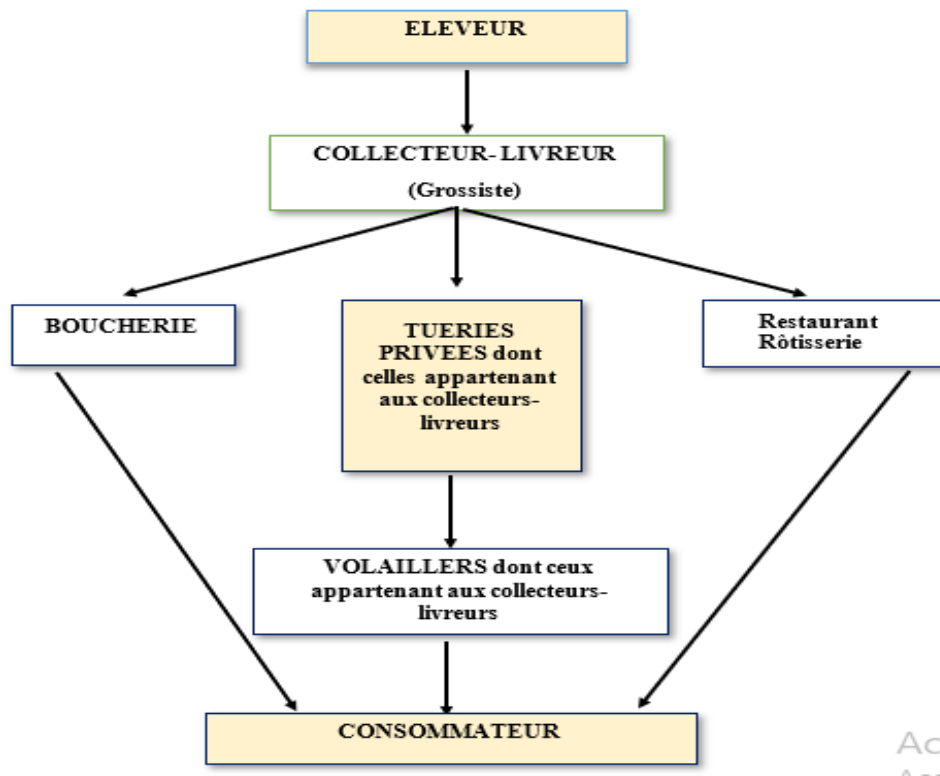 ELEVEUR
COLLECTEUR- LIVREUR
(Grossiste)
BOUCHERIE
TUERIES
PRIVEES dont
celles appartenant
aux collecteurs-
livreurs
Restaurant
Rôtisserie
VOLAILLERS dont ceux
appartenant aux collecteurs-
livreurs
CONSOMMATEUR